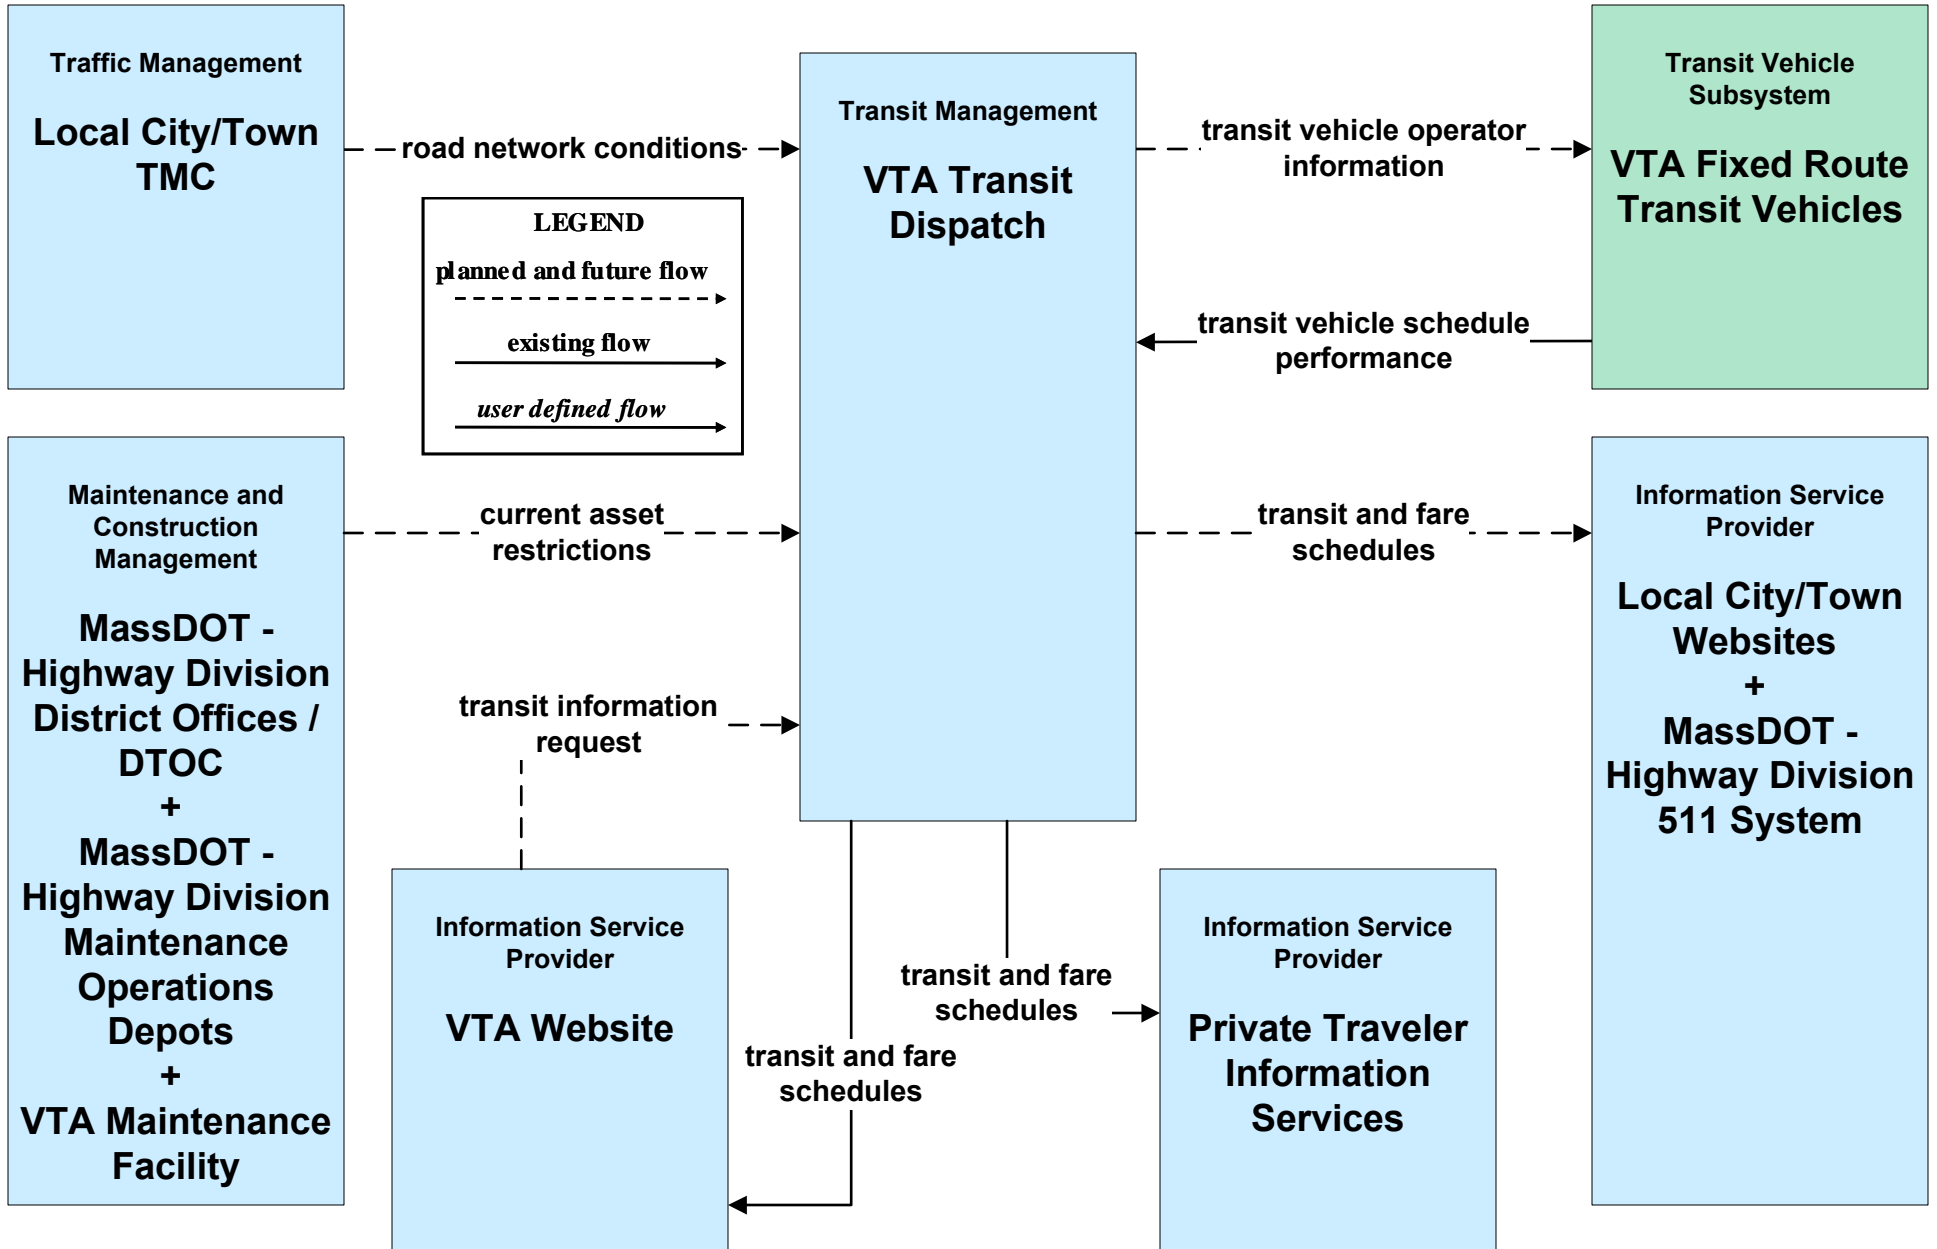 Traffic Management
Local City/Town
TMC
road network conditions
LEGEND
planned and future flow
existing flow
user defined flow
Transit Management
VTA Transit
Dispatch
transit vehicle operator
information
Transit Vehicle
Subsystem
VTA Fixed Route
Transit Vehicles
transit vehicle schedule
performance
Maintenance and
Construction
Management
MassDOT -
Highway Division
District Offices /
DTOC
+
MassDOT -
Highway Division
Maintenance
Operations
Depots
+
VTA Maintenance
Facility
current asset
restrictions
transit and fare
schedules
Information Service
Provider
Local City/Town
Websites
+
MassDOT -
Highway Division
511 System
transit information
request
Information Service
Provider
VTA Website
transit and fare
schedules
transit and fare
schedules
Information Service
Provider
Private Traveler
Information
Services